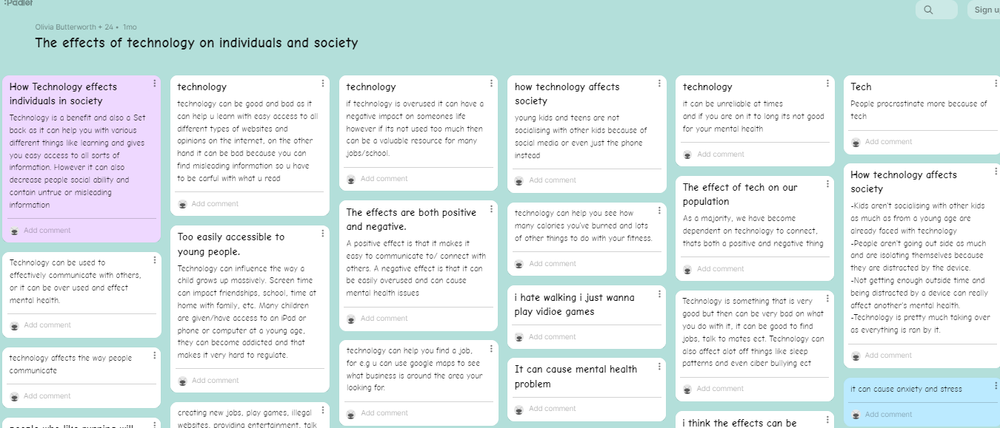 :Padlet
Sign u
Olivia Butterworth + 24 • 1mo
The effects of technology on individuals and society
How Technology effects
individuals in society
Technology is a benefit and also a Set
back as it can help you with various
different things like learning and gives
you easy access to all sorts of
information. However it can also
decrease people social ability and
contain untrue or misleading
information
Add comment
Technology can be used to
effectively communicate with others,
or it can be over used and effect
mental health.
Add comment
technology affects the way people
communicate
Add comment
people who like running will
technology
technology can be good and bad as it
can help u learn with easy access to all
different types of websites and
opinions on the internet, on the other
hand it can be bad because you can
find misleading information so u have
to be carful with what u read
Add comment
Too easily accessible to
young people.
Technology can influence the way a
child grows up massively. Screen time
can impact friendships, school, time at
home with family, etc. Many children
are given/have access to an iPad or
phone or computer at a young age,
they can become addicted and that
makes it very hard to regulate.
Add comment
creating new jobs, play games, illegal
websites, providing entertainment, talk
technology
if technology is overused it can have a
negative impact on someones life
however if its not used too much then
can be a valuable resource for many
jobs/school.
Add comment
The effects are both positive
and negative.
A positive effect is that it makes it
easy to communicate to/ connect with
others. A negative effect is that it can
be easily overused and can cause
mental health issues
Add comment
technology can help you find a job,
for e.g u can use google maps to see
what business is around the area your
looking for.
Add comment
how technology affects
society
young kids and teens are not
socialising with other kids because of
social media or even just the phone
instead
Add comment
technology can help you see how
many calories you've burned and lots
of other things to do with your fitness.
Add comment
i hate walking i just wanna
play vidioe games
Add comment
It can cause mental health
problem
Add comment
technology
it can be unreliable at times
and if you are on it to long its not good
for your mental health
Add comment
The effect of tech on our
population
As a majority, we have become
dependent on technology to connect,
thats both a positive and negative thing
Add comment
Technology is something that is very
good but then can be very bad on what
you do with it, it can be good to find
jobs, talk to mates ect. Technology can
also affect alot off things like sleep
patterns and even ciber bullying ect
Add comment
i think the effects can be
Tech
People procrastinate more because of
tech
Add comment
How technology affects
society
-Kids aren't socialising with other kids
as much as from a young age are
already faced with technology
-People aren't going out side as much
and are isolating themselves because
they are distracted by the device.
-Not getting enough outside time and
being distracted by a device can really
affect another's mental health.
-Technology is pretty much taking over
as everything is ran by it.
Add comment
it can cause anxiety and stress
Add comment